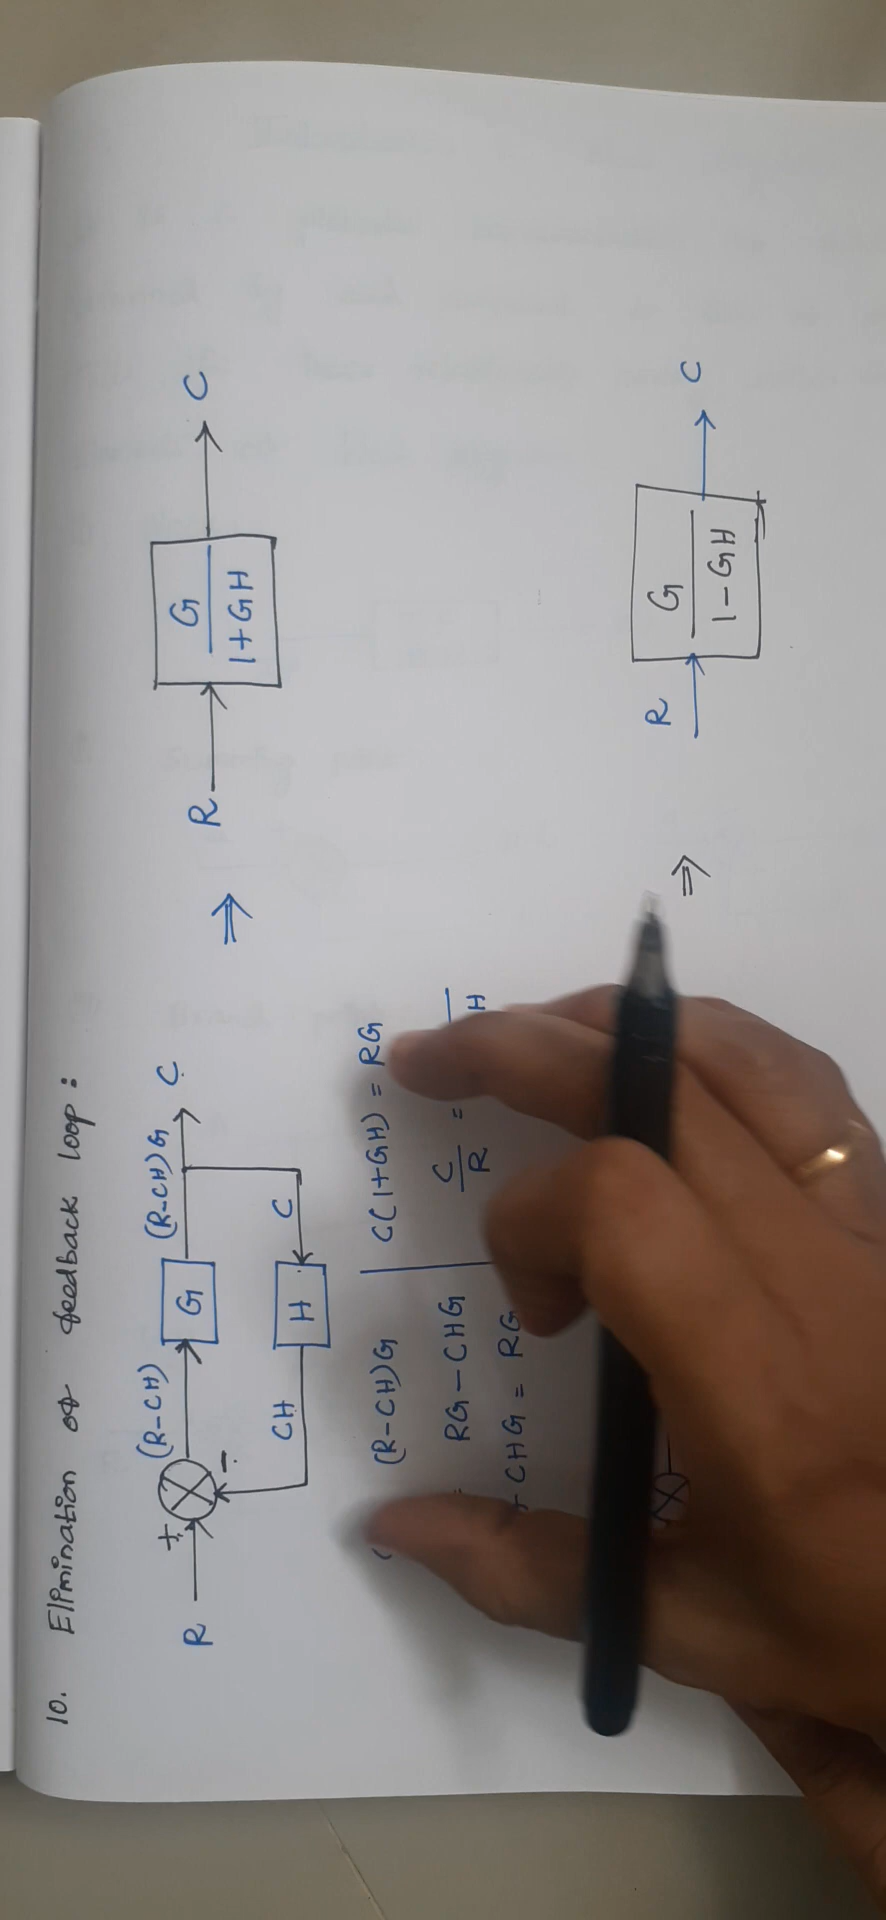 10. Elimination of feedback loop :
R + (R-CH) G (R-CH)G C
-
CH H C
⇒ R G/(1+GH) C
(R-CH)G
RG - CHG
+ CHG = RG
C(1+GH) = RG
C/R =
H
⇒ R G/(1-GH) C